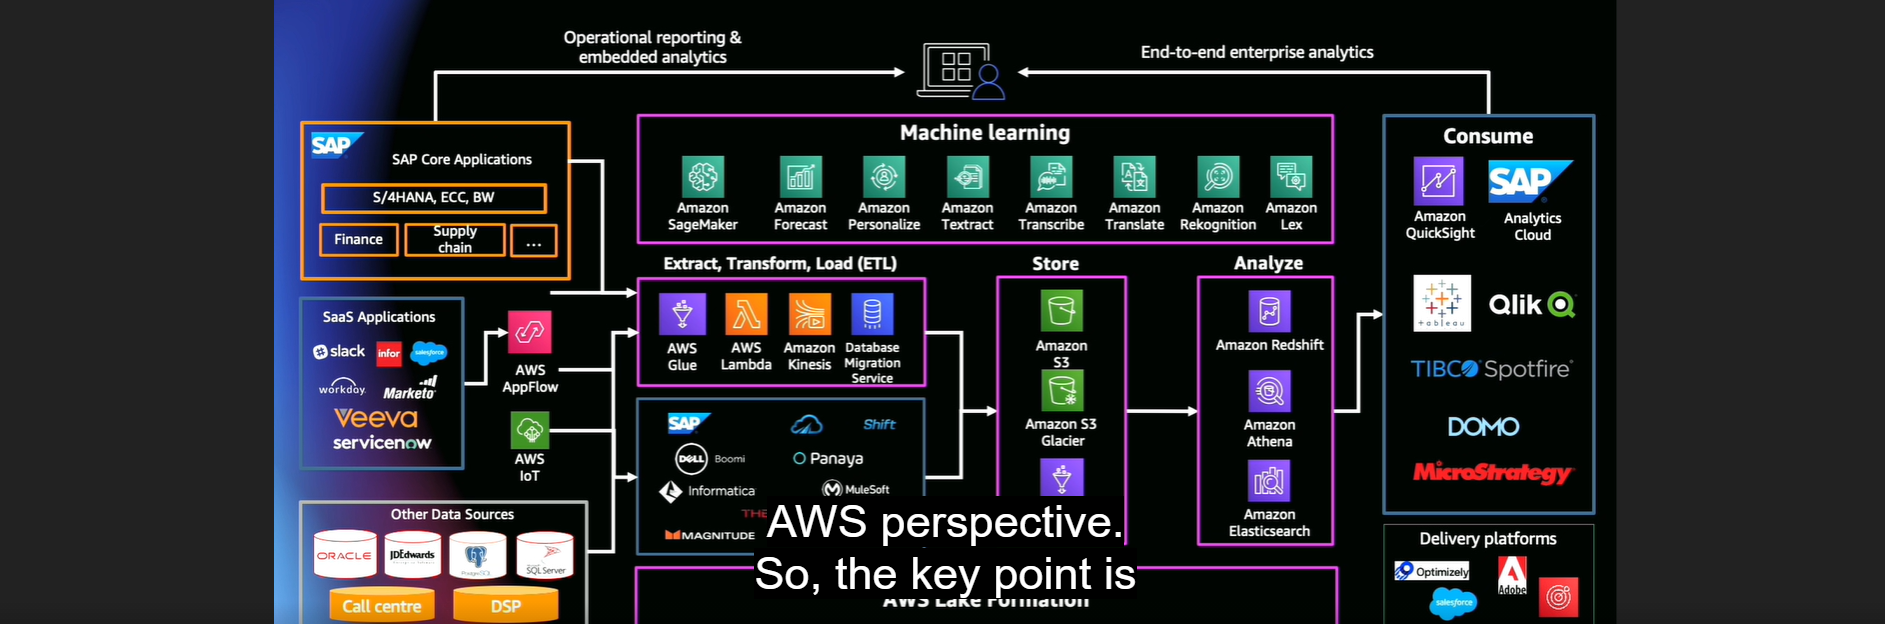 Operational reporting &
embedded analytics
End-to-end enterprise analytics
SAP
SAP Core Applications
S/4HANA, ECC, BW
Finance
Supply
chain
...
Machine learning
Amazon
SageMaker
Amazon
Forecast
Amazon
Personalize
Amazon
Textract
Amazon
Transcribe
Amazon
Translate
Amazon
Rekognition
Amazon
Lex
Consume
Amazon
QuickSight
SAP
Analytics
Cloud
tableau
Qlik
TIBCO Spotfire
DOMO
MicroStrategy
SaaS Applications
slack
infor
salesforce
workday
Marketo
Veeva
servicenow
AWS
AppFlow
AWS
IoT
Extract, Transform, Load (ETL)
AWS
Glue
AWS
Lambda
Amazon
Kinesis
Database
Migration
Service
SAP
Shift
DELL Boomi
Panaya
Informatica
MuleSoft
THE
MAGNITUDE
Store
Amazon
S3
Amazon S3
Glacier
Analyze
Amazon Redshift
Amazon
Athena
Amazon
Elasticsearch
Other Data Sources
ORACLE
JDEdwards
PostgreSQL
SQL Server
Call centre
DSP
AWS Lake Formation
Delivery platforms
Optimizely
Adobe
salesforce
AWS perspective.
So, the key point is